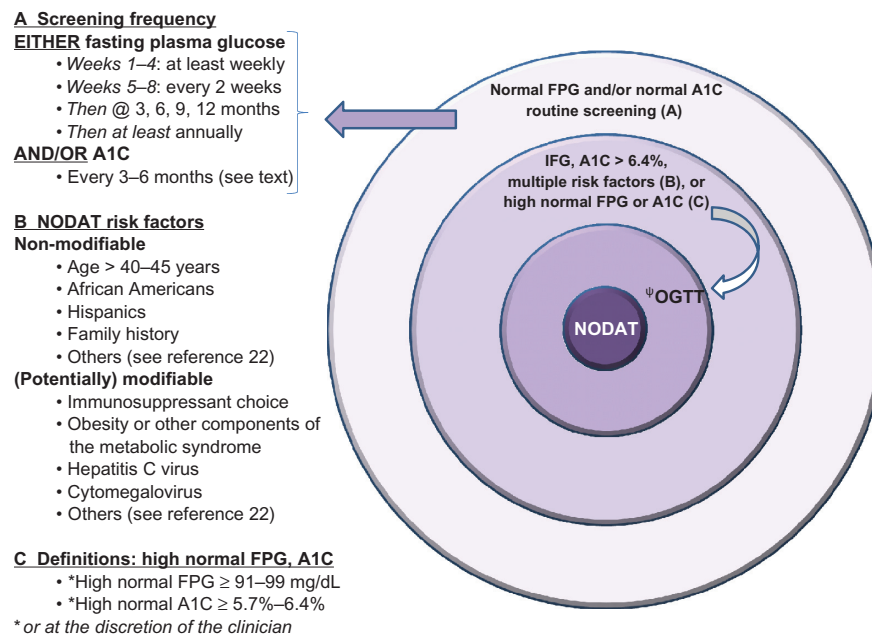 A Screening frequency
EITHER fasting plasma glucose
• Weeks 1–4: at least weekly
• Weeks 5–8: every 2 weeks
• Then @ 3, 6, 9, 12 months
• Then at least annually
AND/OR A1C
• Every 3–6 months (see text)
B NODAT risk factors
Non-modifiable
• Age > 40–45 years
• African Americans
• Hispanics
• Family history
• Others (see reference 22)
(Potentially) modifiable
• Immunosuppressant choice
• Obesity or other components of
the metabolic syndrome
• Hepatitis C virus
• Cytomegalovirus
• Others (see reference 22)
C Definitions: high normal FPG, A1C
• *High normal FPG ≥ 91–99 mg/dL
• *High normal A1C ≥ 5.7%–6.4%
* or at the discretion of the clinician
Normal FPG and/or normal A1C
routine screening (A)
IFG, A1C > 6.4%,
multiple risk factors (B), or
high normal FPG or A1C (C)
ψOGTT
NODAT